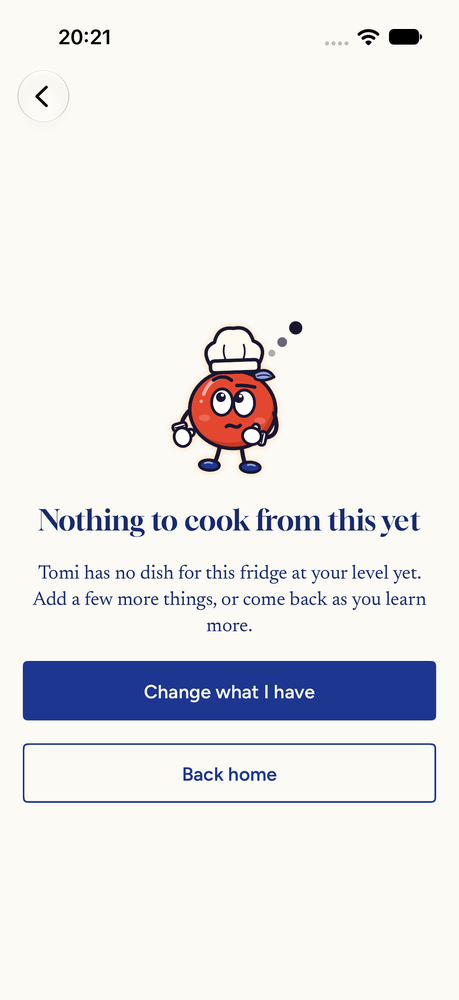 20:21
Nothing to cook from this yet
Tomi has no dish for this fridge at your level yet.
Add a few more things, or come back as you learn
more.
Change what I have
Back home